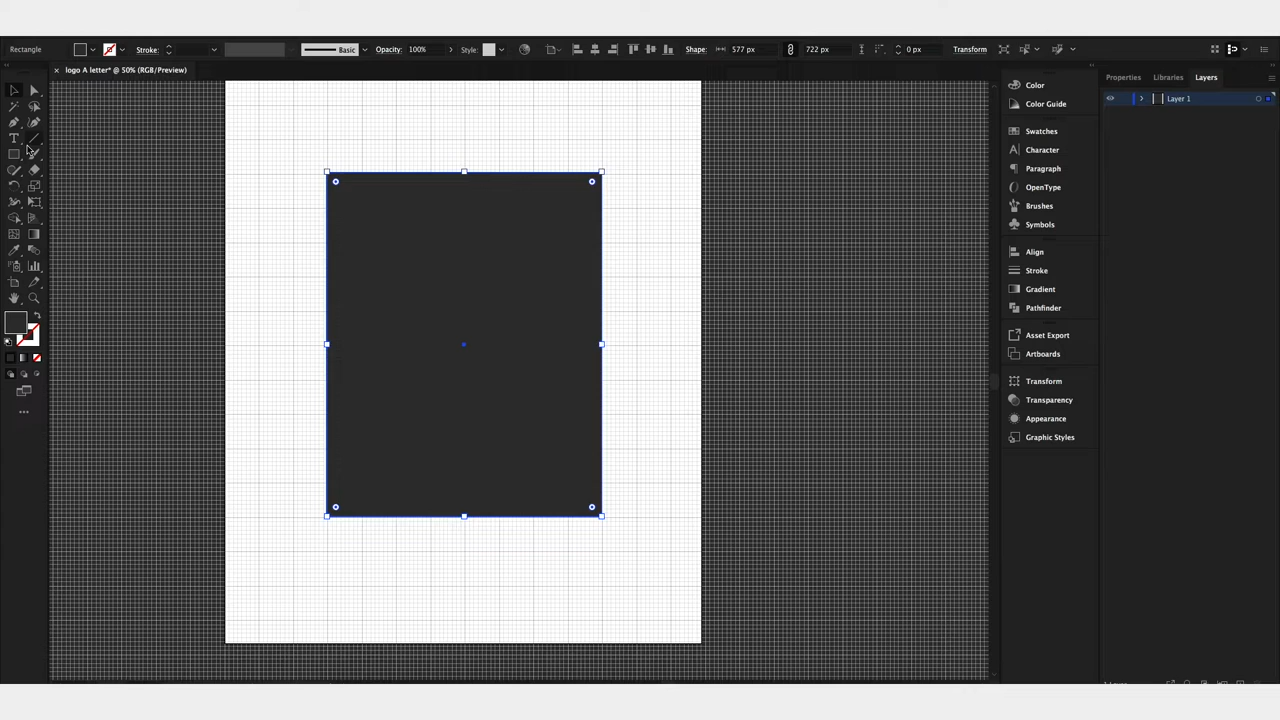 Rectangle Stroke: Basic Opacity: 100% Style: Shape: 577 px 722 px 0 px Transform
× logo A letter* @ 50% (RGB/Preview)
Properties Libraries Layers
Color
Layer 1
Color Guide
Swatches
Character
Paragraph
OpenType
Brushes
Symbols
Align
Stroke
Gradient
Pathfinder
Asset Export
Artboards
Transform
Transparency
Appearance
Graphic Styles